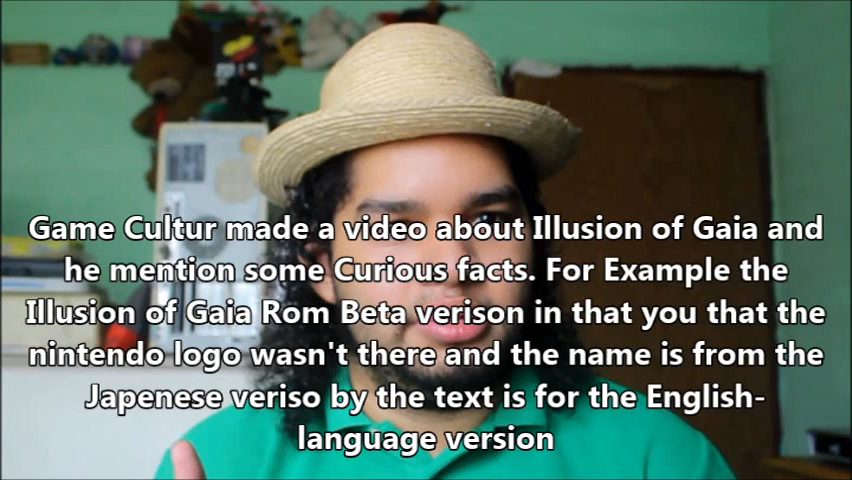 Game Cultur made a video about Illusion of Gaia and
he mention some Curious facts. For Example the
Illusion of Gaia Rom Beta verison in that you that the
nintendo logo wasn't there and the name is from the
Japenese veriso by the text is for the English-
language version